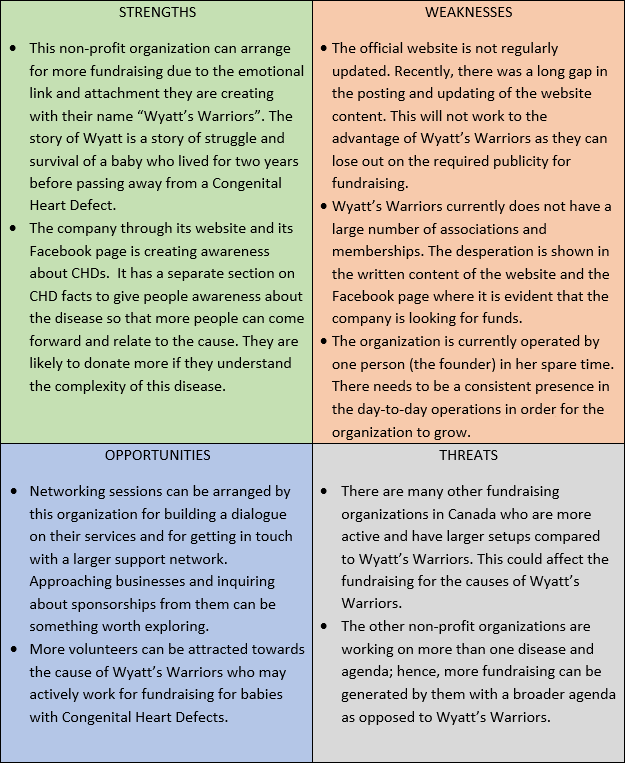 STRENGTHS
• This non-profit organization can arrange
for more fundraising due to the emotional
link and attachment they are creating
with their name “Wyatt’s Warriors”. The
story of Wyatt is a story of struggle and
survival of a baby who lived for two years
before passing away from a Congenital
Heart Defect.
• The company through its website and its
Facebook page is creating awareness
about CHDs.  It has a separate section on
CHD facts to give people awareness about
the disease so that more people can come
forward and relate to the cause. They are
likely to donate more if they understand
the complexity of this disease.
WEAKNESSES
• The official website is not regularly
updated. Recently, there was a long gap in
the posting and updating of the website
content. This will not work to the
advantage of Wyatt’s Warriors as they can
lose out on the required publicity for
fundraising.
• Wyatt’s Warriors currently does not have a
large number of associations and
memberships. The desperation is shown in
the written content of the website and the
Facebook page where it is evident that the
company is looking for funds.
• The organization is currently operated by
one person (the founder) in her spare time.
There needs to be a consistent presence in
the day-to-day operations in order for the
organization to grow.
OPPORTUNITIES
• Networking sessions can be arranged by
this organization for building a dialogue
on their services and for getting in touch
with a larger support network.
Approaching businesses and inquiring
about sponsorships from them can be
something worth exploring.
• More volunteers can be attracted towards
the cause of Wyatt’s Warriors who may
actively work for fundraising for babies
with Congenital Heart Defects.
THREATS
• There are many other fundraising
organizations in Canada who are more
active and have larger setups compared
to Wyatt’s Warriors. This could affect the
fundraising for the causes of Wyatt’s
Warriors.
• The other non-profit organizations are
working on more than one disease and
agenda; hence, more fundraising can be
generated by them with a broader agenda
as opposed to Wyatt’s Warriors.